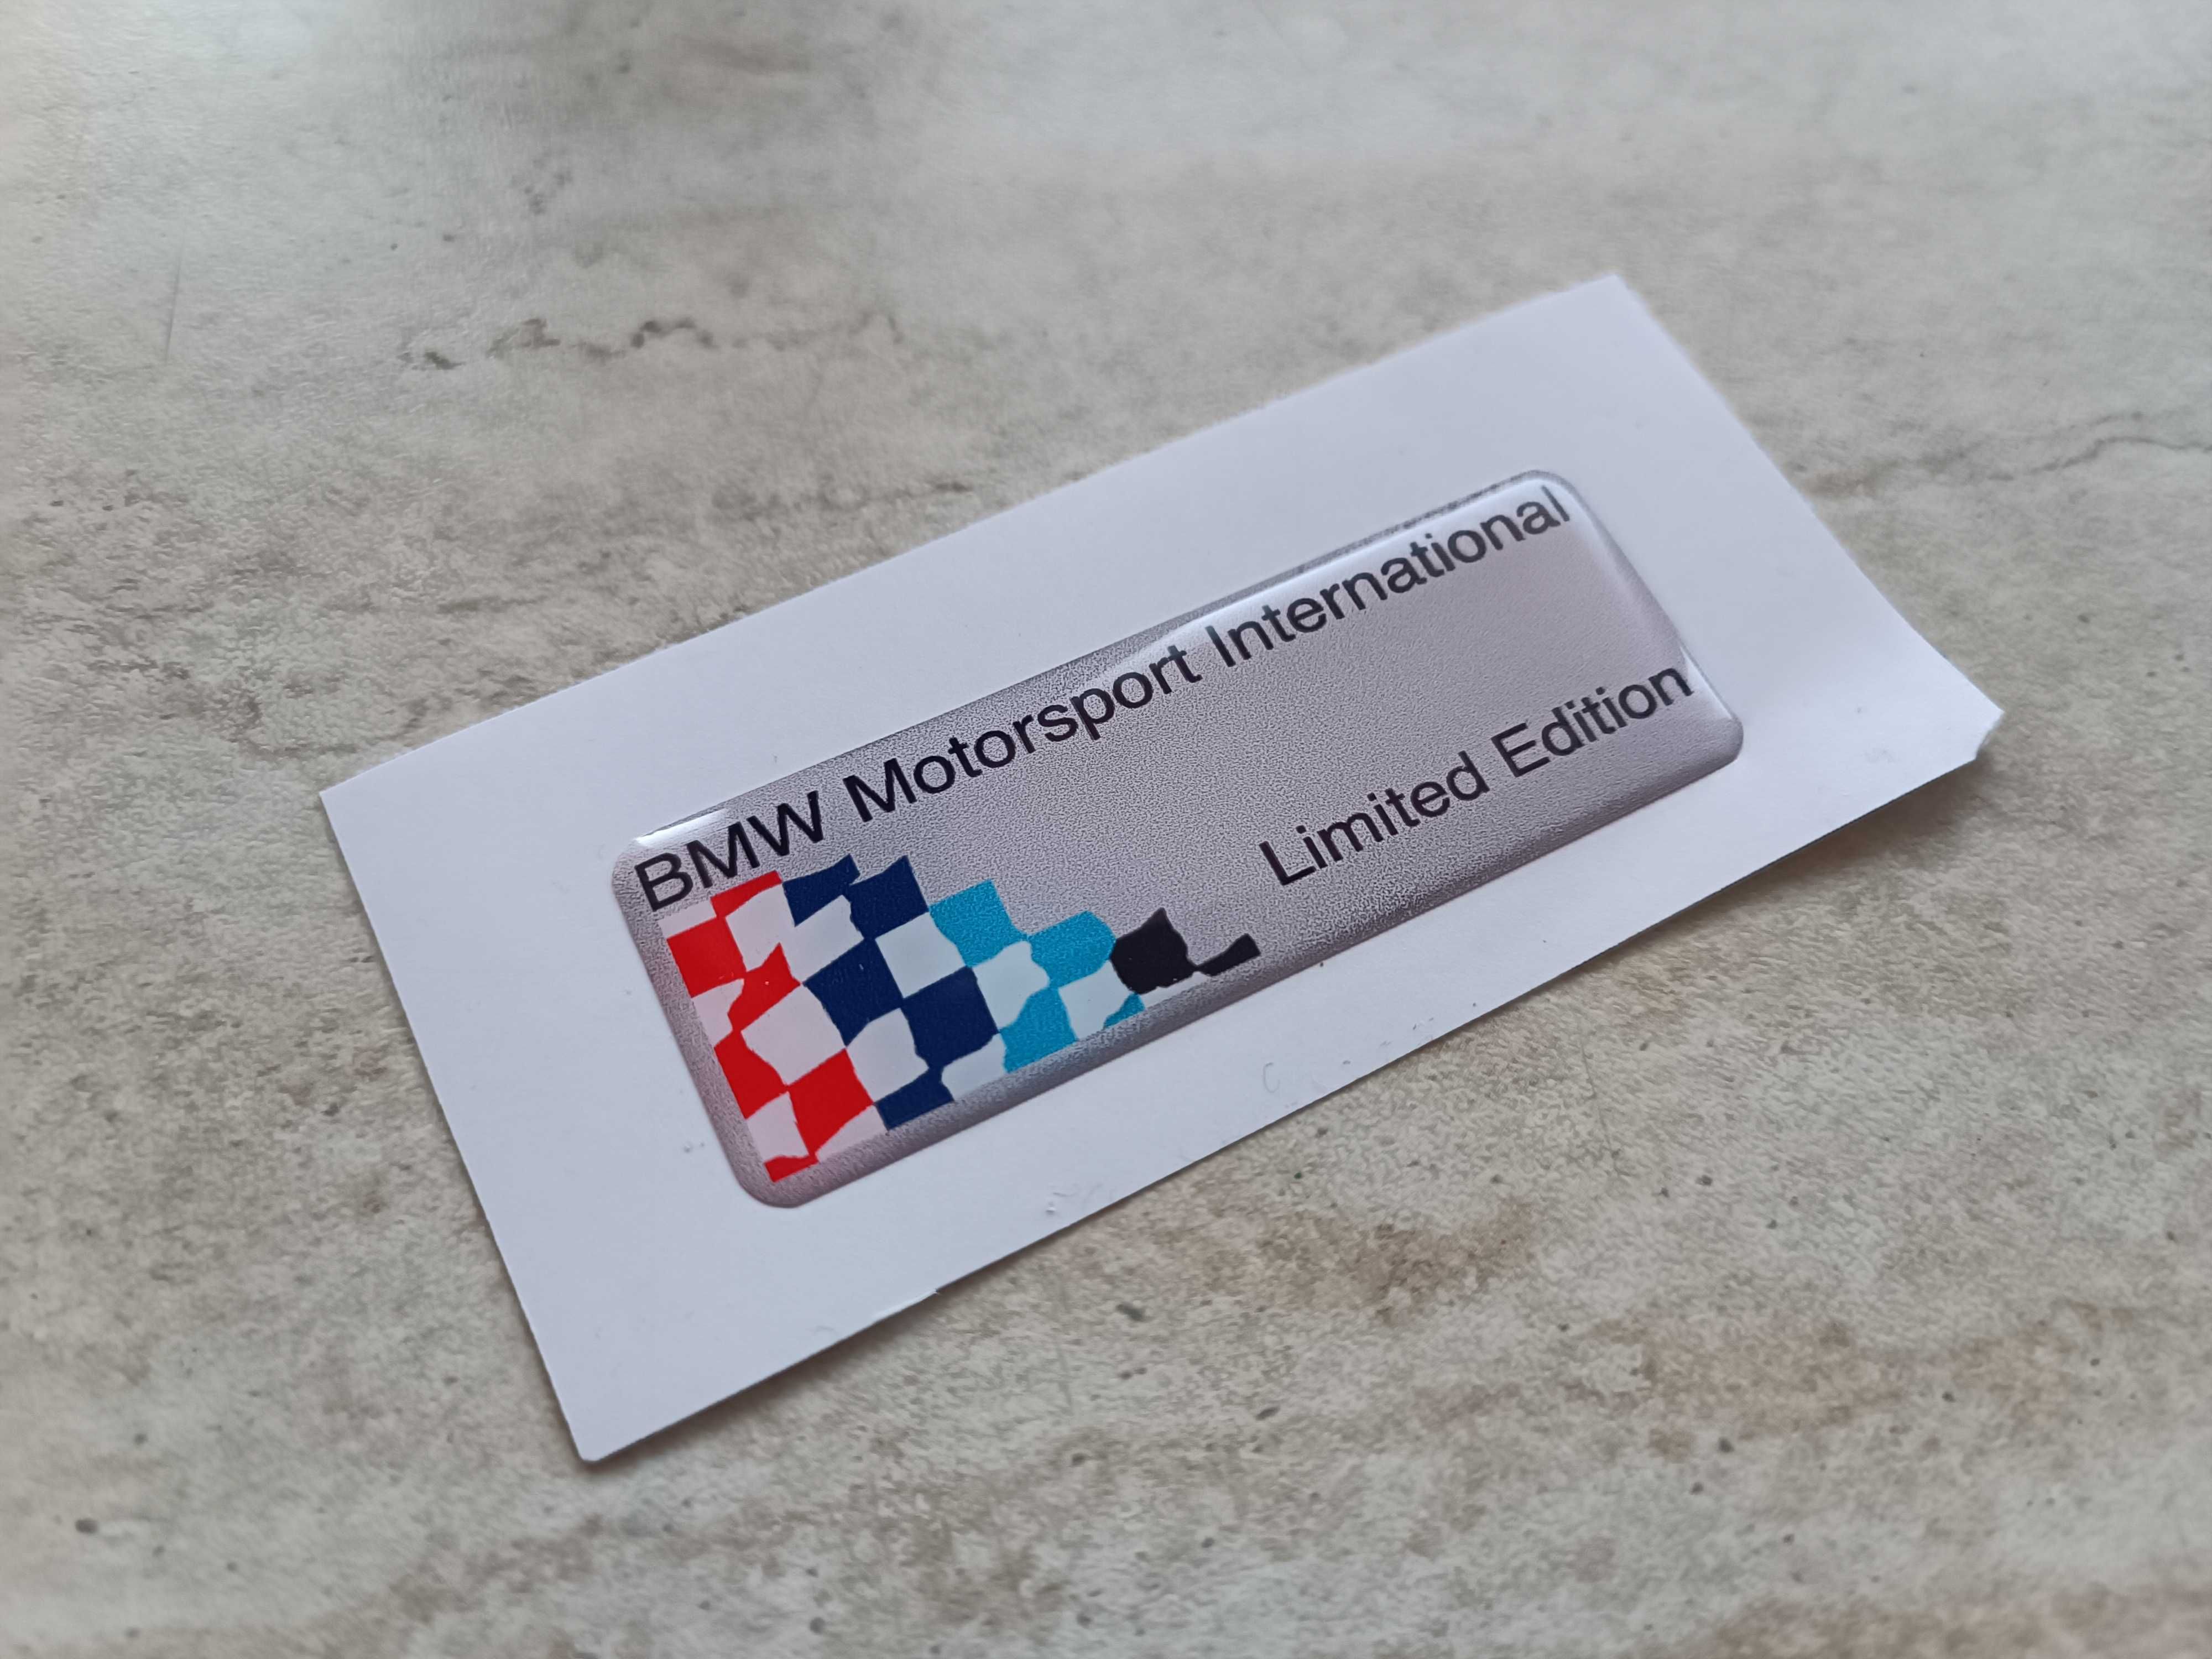 BMW Motorsport International
Limited Edition